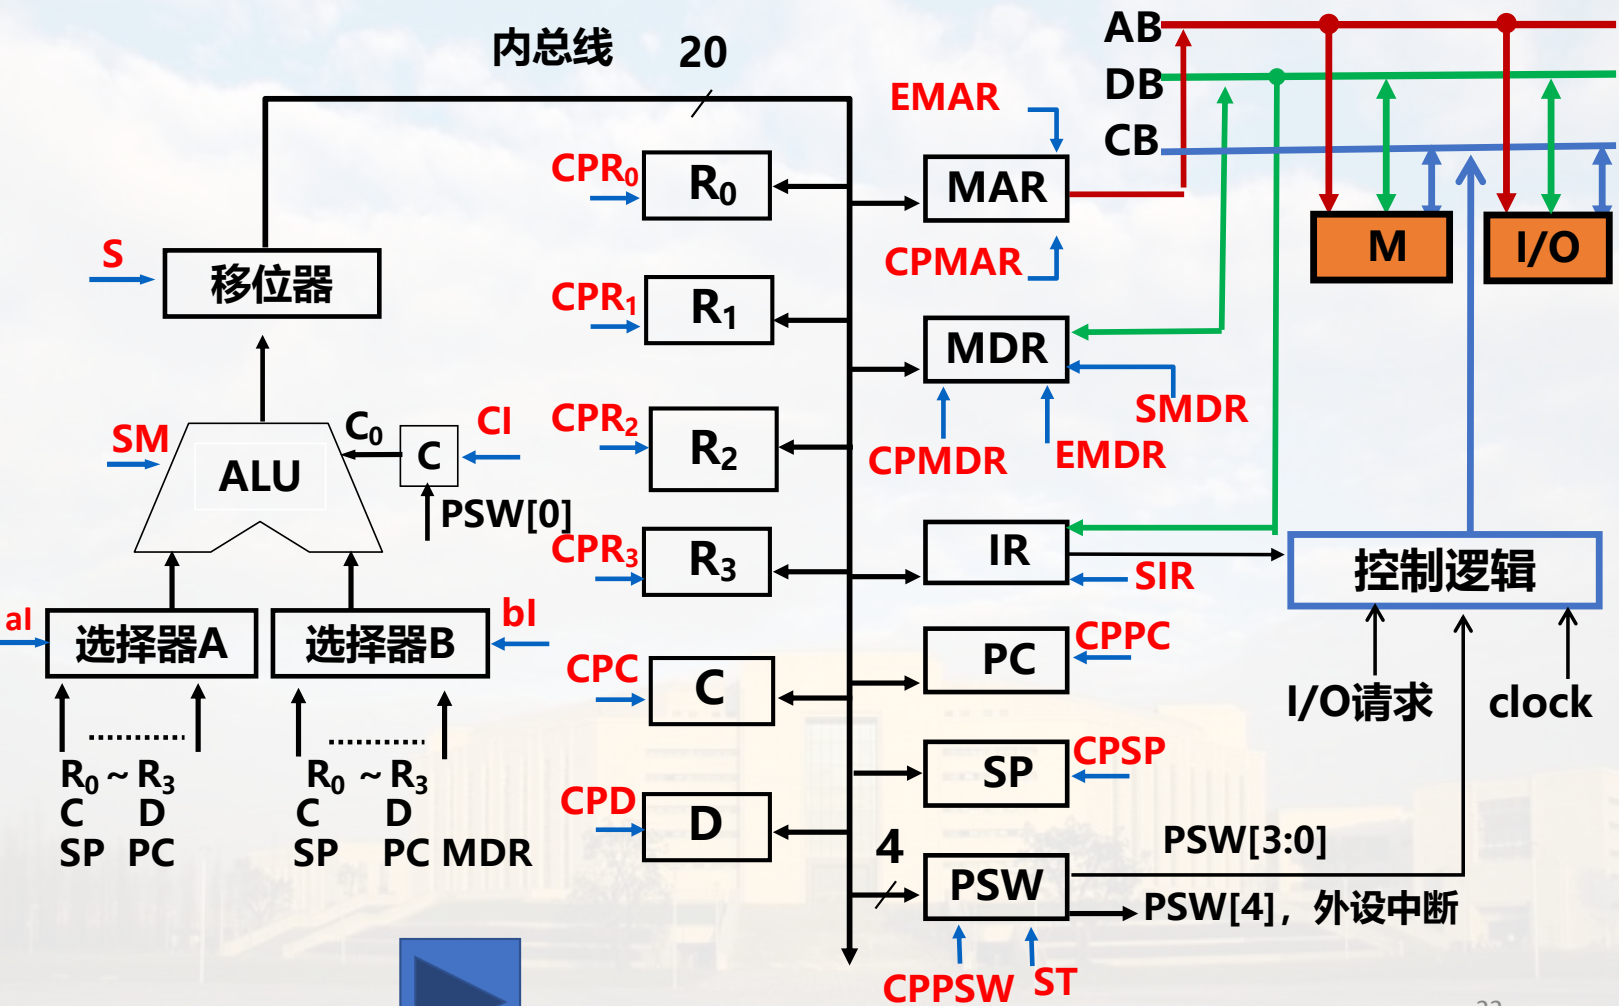 内总线 20
AB
DB
CB
EMAR
CPR0
R0
MAR
CPMAR
M
I/O
S
移位器
CPR1
R1
MDR
SMDR
CPMDR
EMDR
SM
ALU
C0
C
CI
PSW[0]
CPR2
R2
CPR3
R3
IR
SIR
控制逻辑
I/O请求
clock
aI
选择器A
选择器B
bI
R0 ~ R3
C D
SP PC
R0 ~ R3
C D
SP PC MDR
CPC
C
PC
CPPC
CPD
D
SP
CPSP
4
PSW
PSW[3:0]
PSW[4]，外设中断
CPPSW
ST